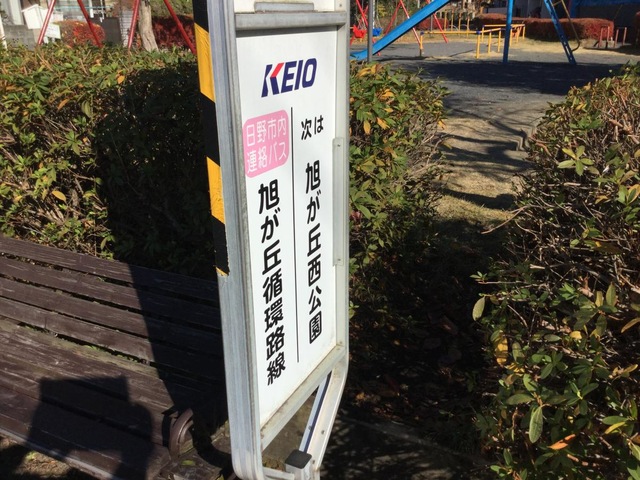 KEIO
次は 旭が丘西公園
日野市内
連絡バス
旭が丘循環路線